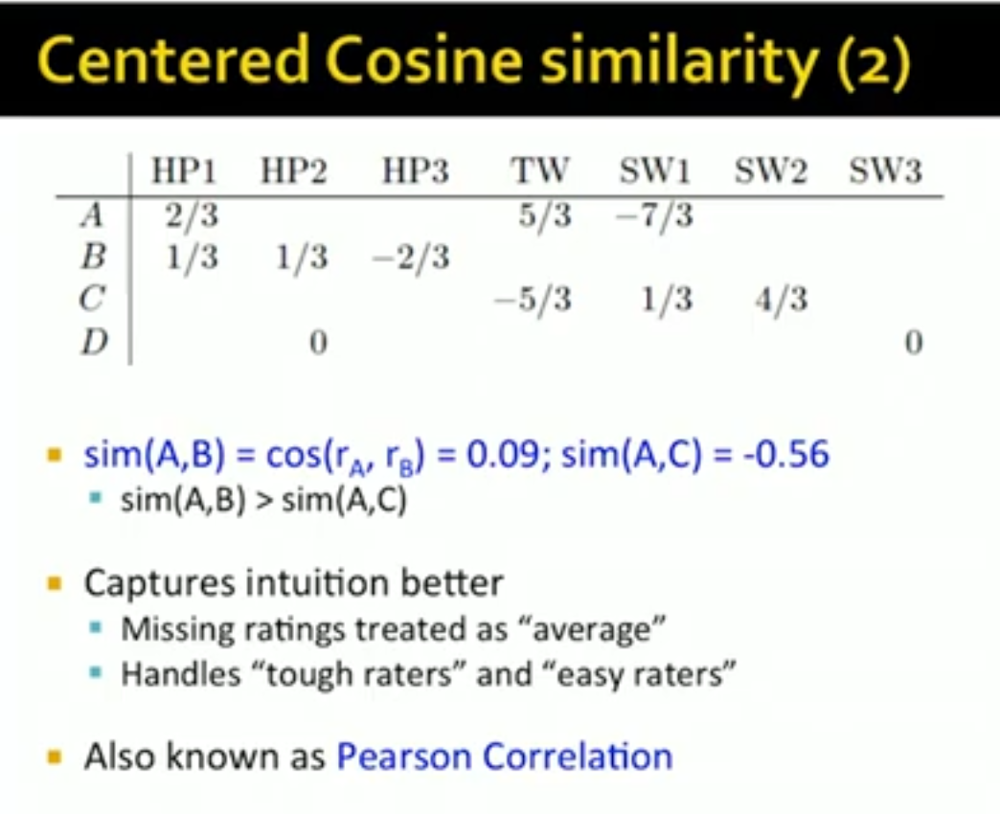 Centered Cosine similarity (2)
HP1 HP2 HP3 TW SW1 SW2 SW3
A 2/3 5/3 −7/3
B 1/3 1/3 −2/3
C −5/3 1/3 4/3
D 0 0
sim(A,B) = cos(rA, rB) = 0.09; sim(A,C) = -0.56
sim(A,B) > sim(A,C)
Captures intuition better
Missing ratings treated as “average”
Handles “tough raters” and “easy raters”
Also known as Pearson Correlation